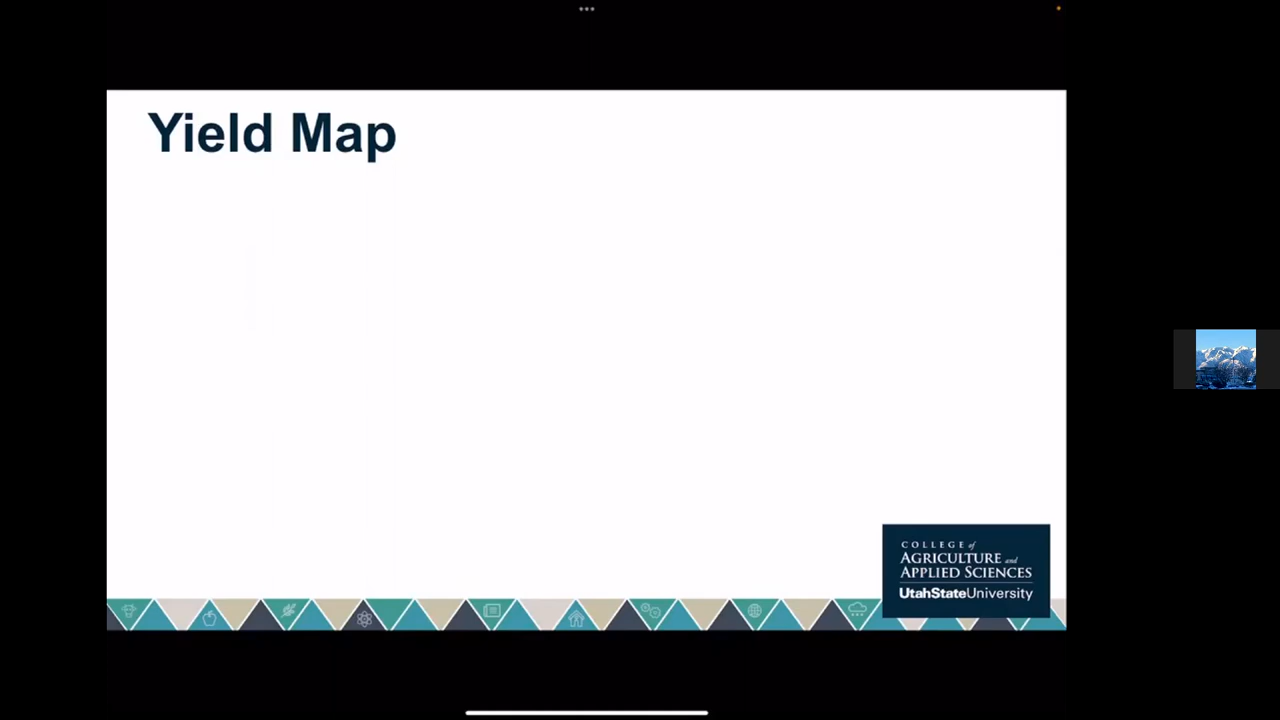 Yield Map
COLLEGE of
AGRICULTURE and
APPLIED SCIENCES
UtahStateUniversity